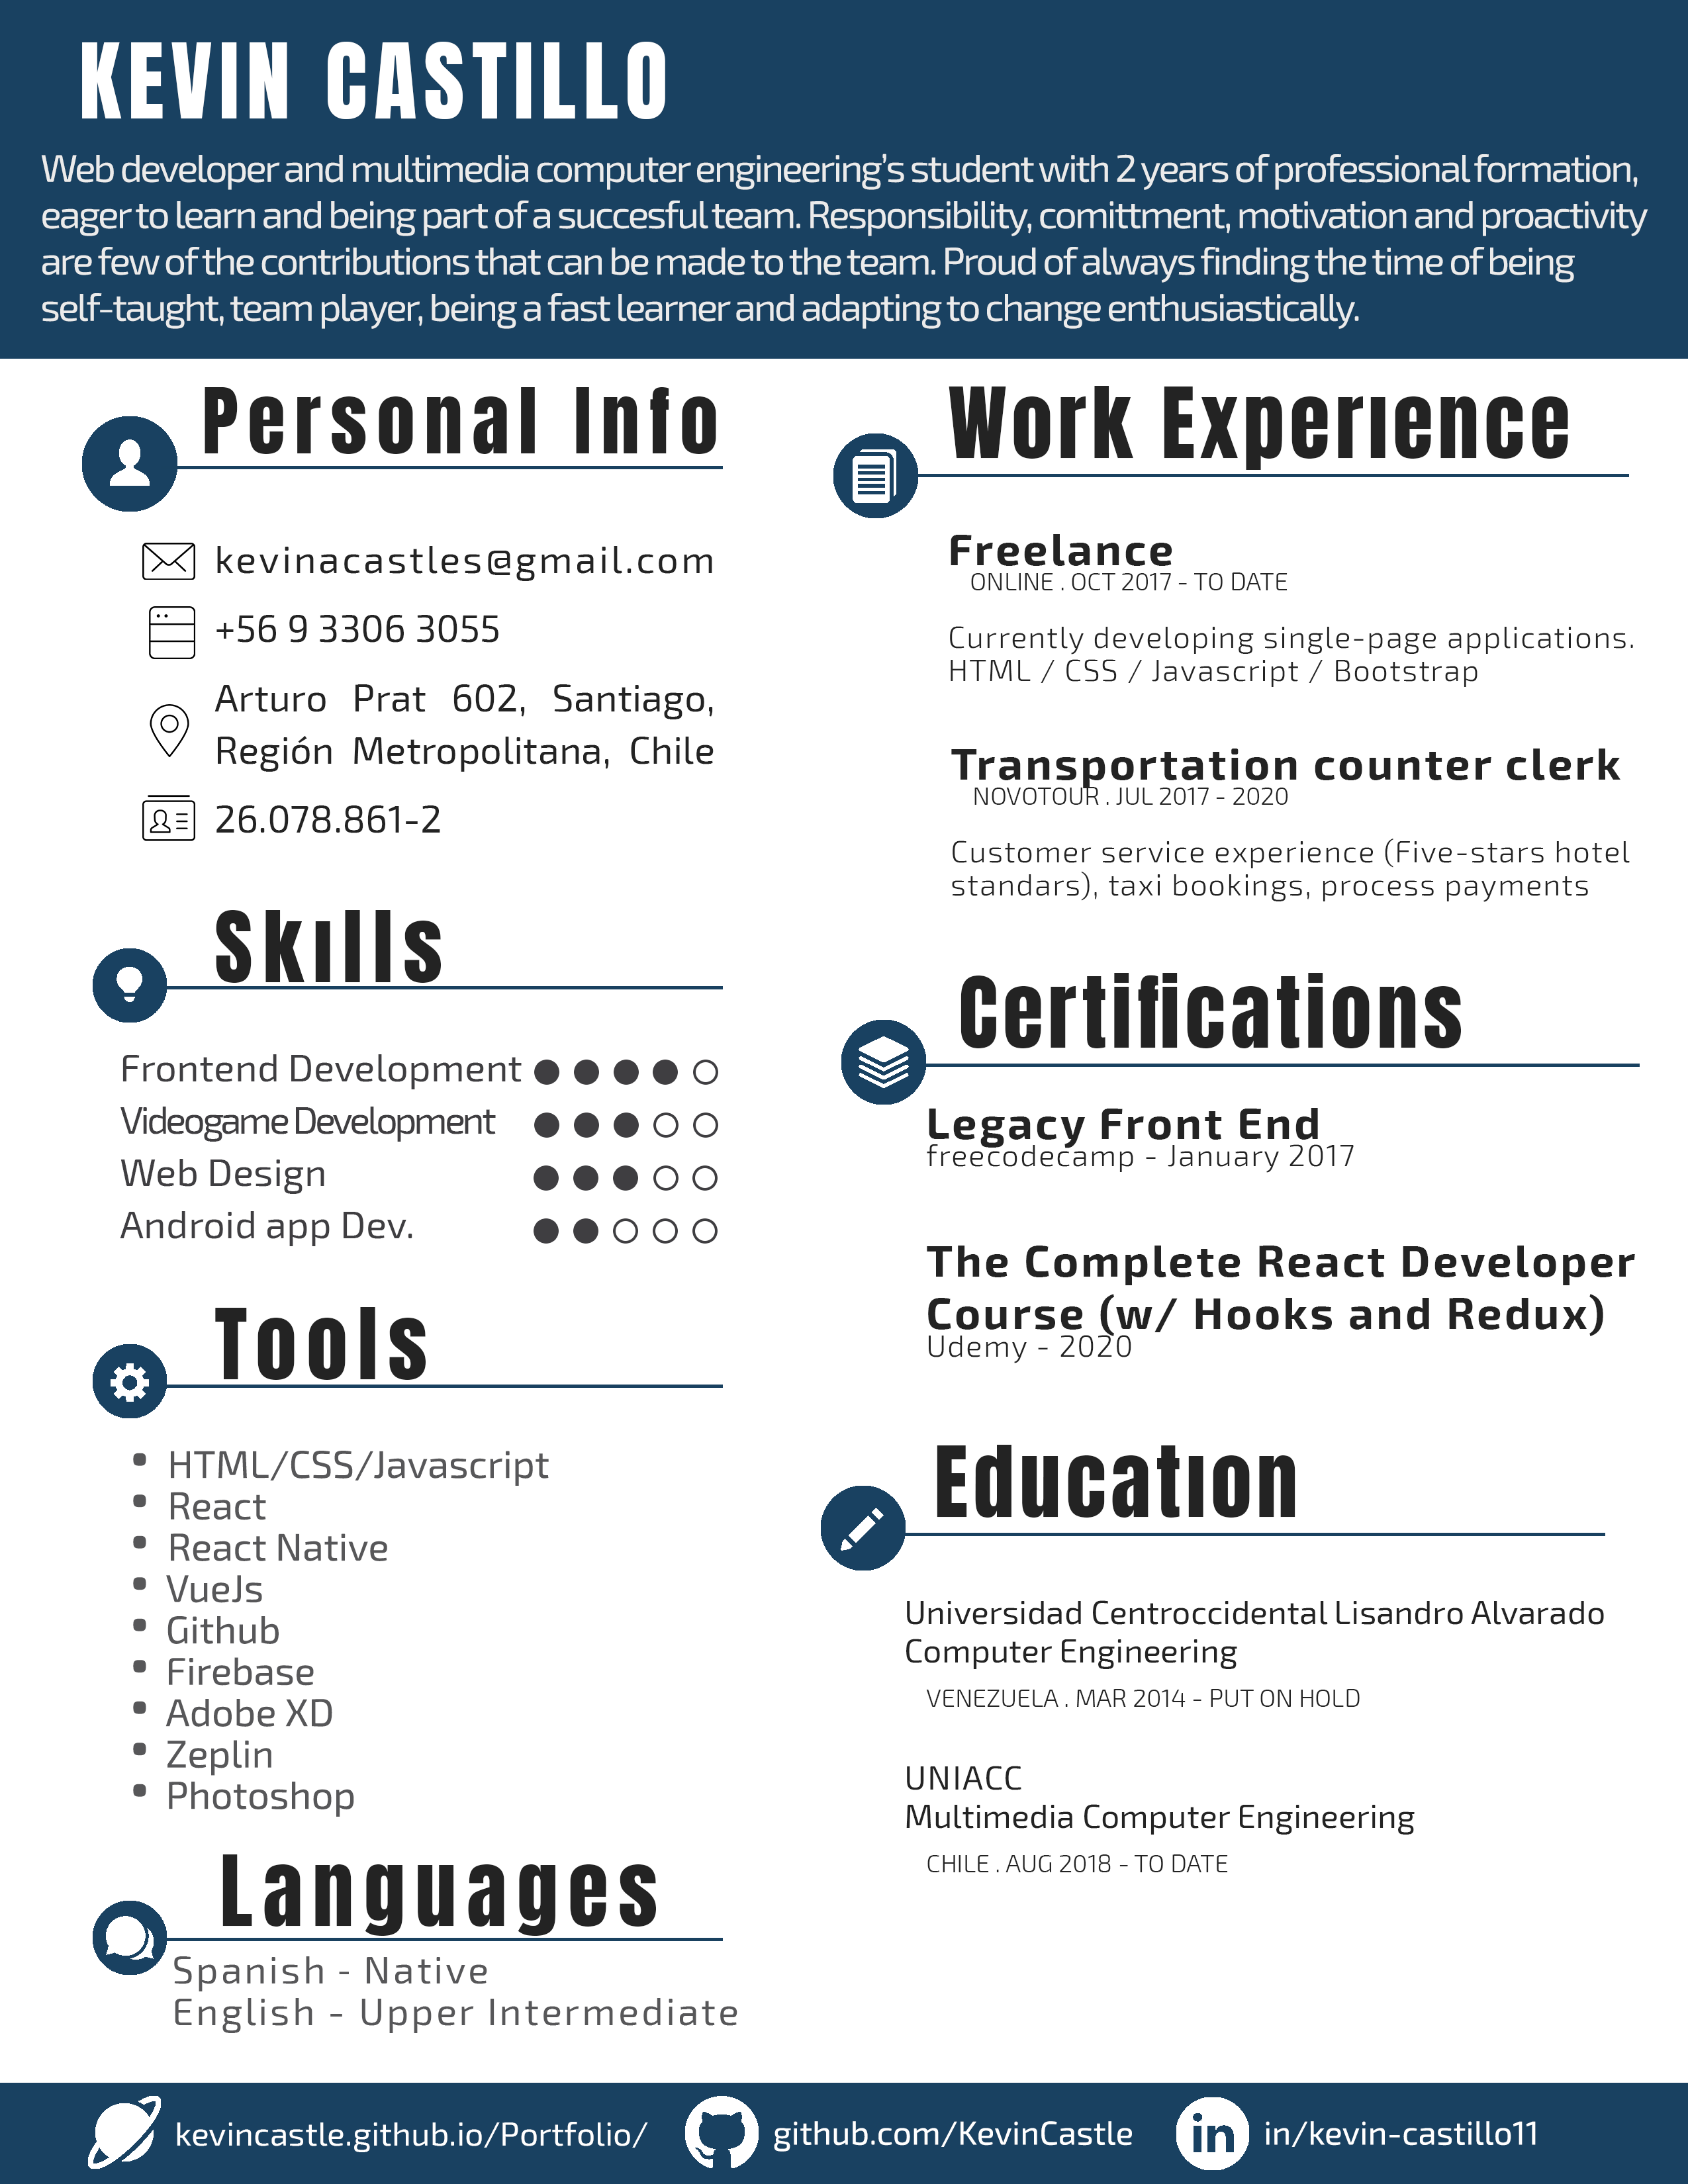 KEVIN CASTILLO
Web developer and multimedia computer engineering's student with 2 years of professional formation,
eager to learn and being part of a succesful team. Responsibility, comittment, motivation and proactivity
are few of the contributions that can be made to the team. Proud of always finding the time of being
self-taught, team player, being a fast learner and adapting to change enthusiastically.
Personal Info
kevinacastles@gmail.com
+56 9 3306 3055
Arturo Prat 602, Santiago,
Región Metropolitana, Chile
26.078.861-2
Skills
Frontend Development
Videogame Development
Web Design
Android app Dev.
Tools
HTML/CSS/Javascript
React
React Native
VueJs
Github
Firebase
Adobe XD
Zeplin
Photoshop
Languages
Spanish - Native
English - Upper Intermediate
Work Experience
Freelance
ONLINE . OCT 2017 - TO DATE
Currently developing single-page applications.
HTML / CSS / Javascript / Bootstrap
Transportation counter clerk
NOVOTOUR . JUL 2017 - 2020
Customer service experience (Five-stars hotel
standars), taxi bookings, process payments
Certifications
Legacy Front End
freecodecamp - January 2017
The Complete React Developer
Course (w/ Hooks and Redux)
Udemy - 2020
Education
Universidad Centroccidental Lisandro Alvarado
Computer Engineering
VENEZUELA . MAR 2014 - PUT ON HOLD
UNIACC
Multimedia Computer Engineering
CHILE . AUG 2018 - TO DATE
kevincastle.github.io/Portfolio/
github.com/KevinCastle
in/kevin-castillo11